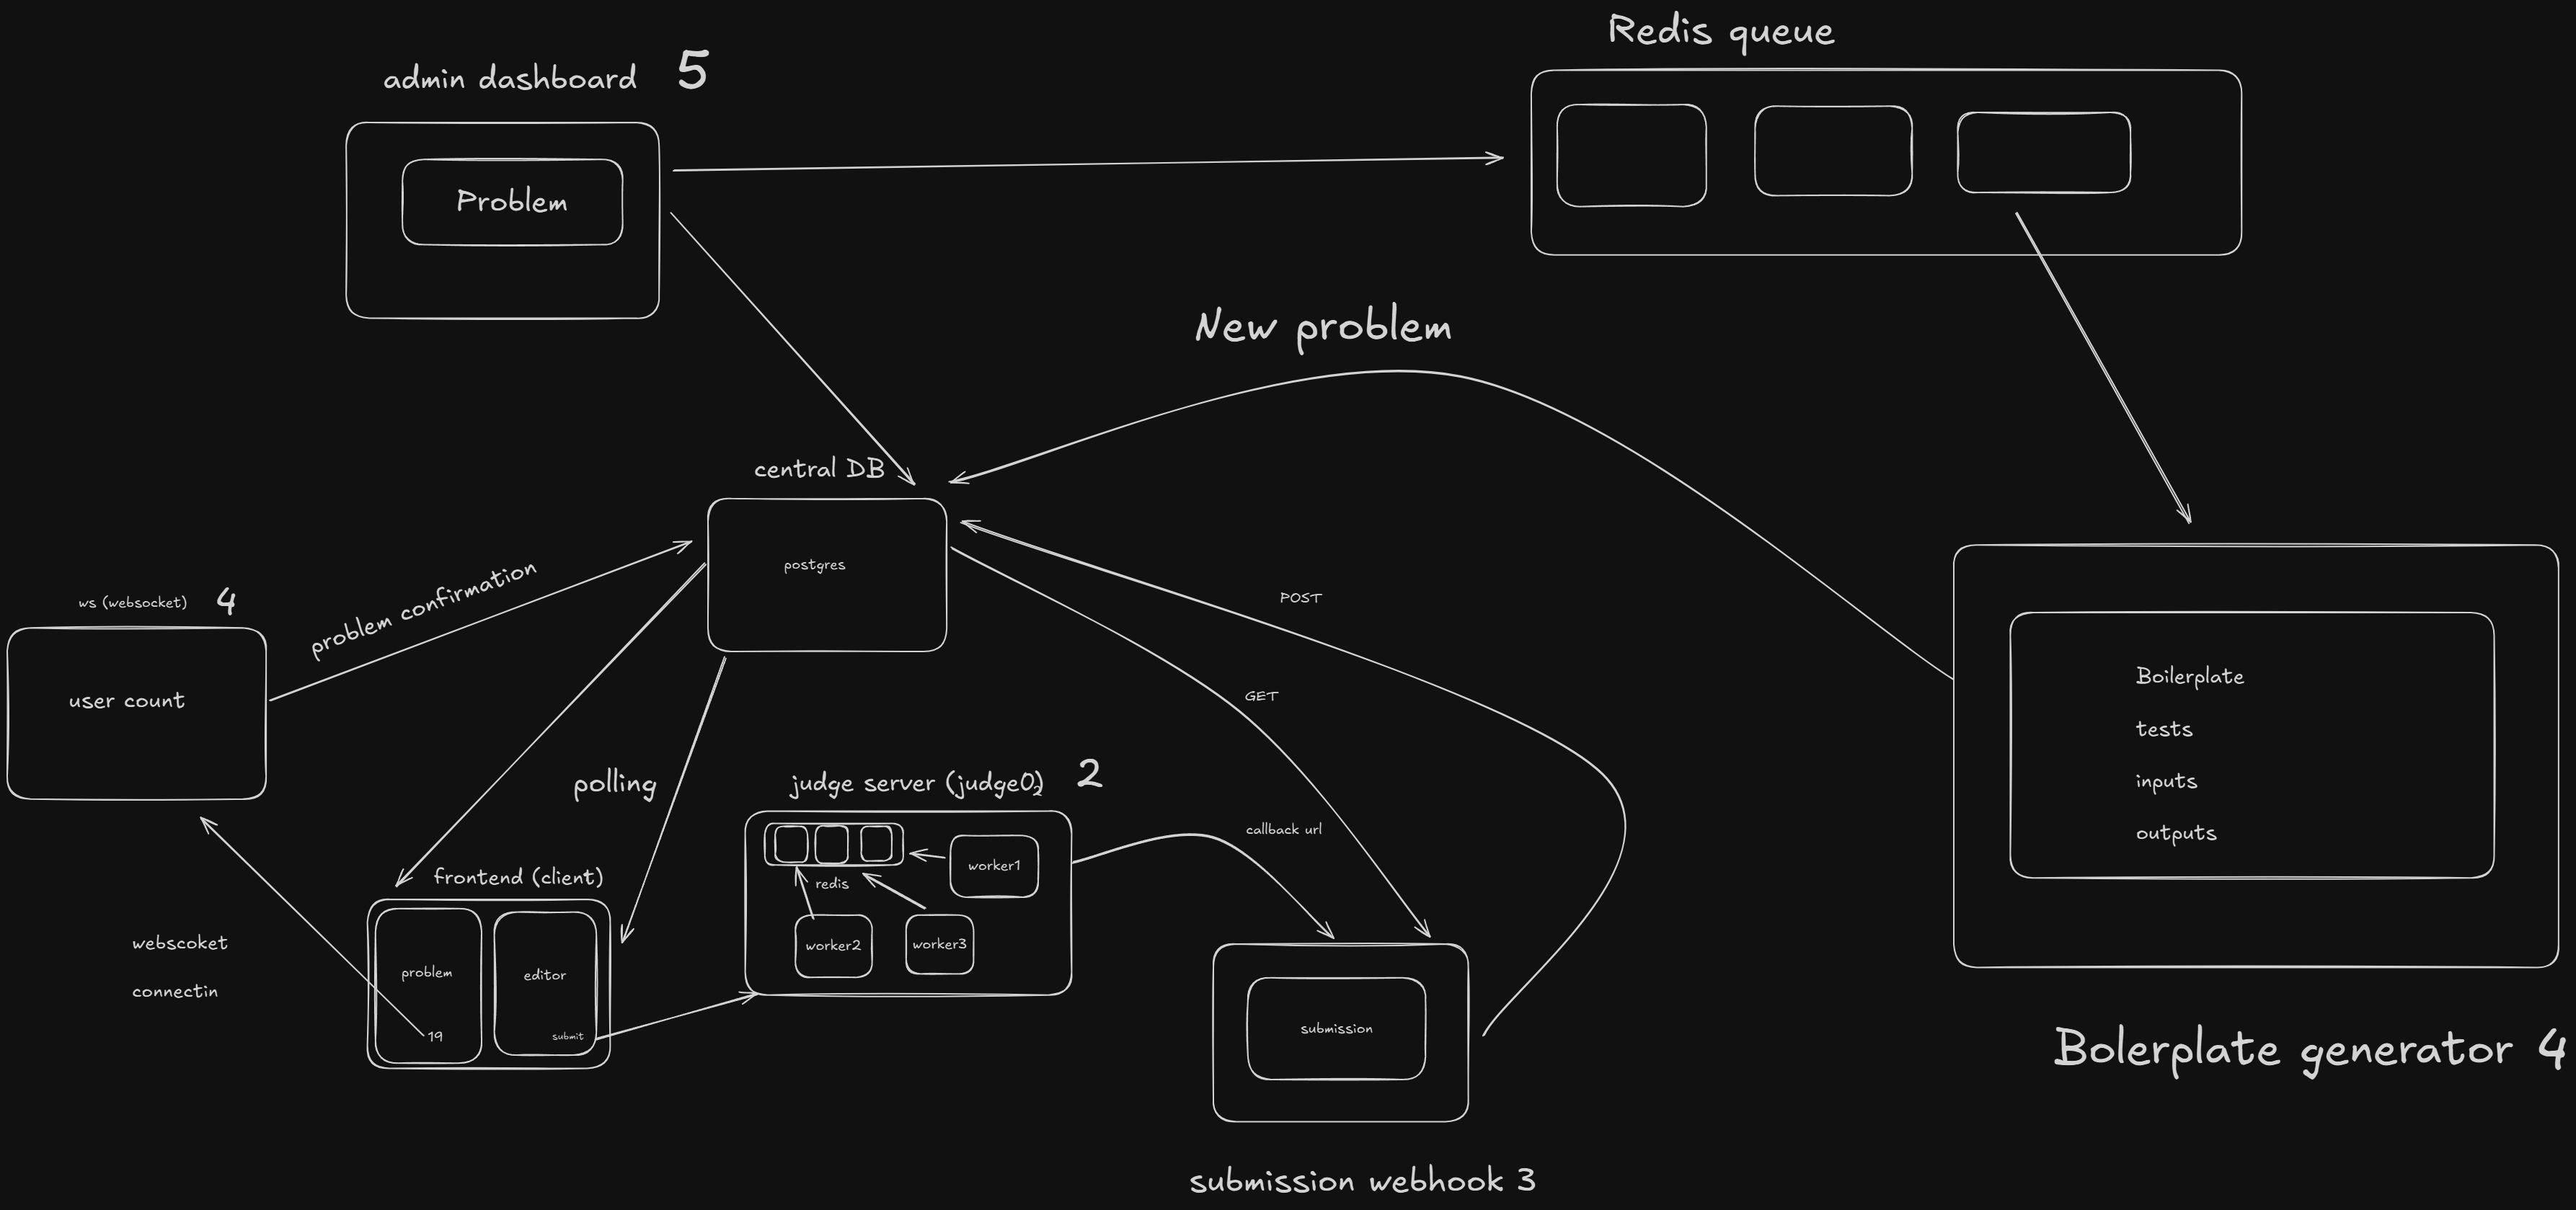 Redis queue
admin dashboard 5
Problem
New problem
central DB
postgres
problem confirmation
ws (websocket) 4
user count
POST
GET
Boilerplate
tests
inputs
outputs
polling
judge server (judge0) 2
callback url
worker1
redis
worker2
worker3
frontend (client)
webscoket
connectin
problem
editor
19
submit
submission
Bolerplate generator 4
submission webhook 3